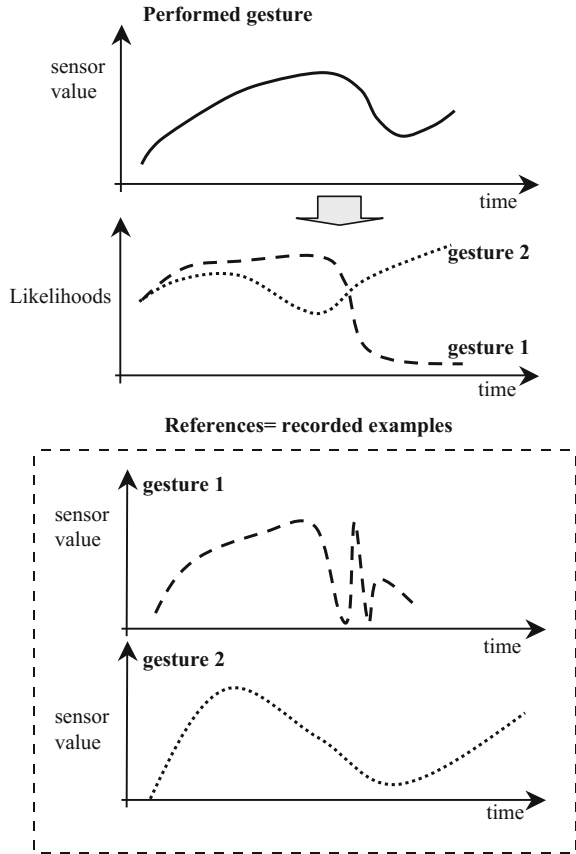 Performed gesture
sensor
value
time
gesture 2
Likelihoods
gesture 1
time
References= recorded examples
gesture 1
sensor
value
time
gesture 2
sensor
value
time